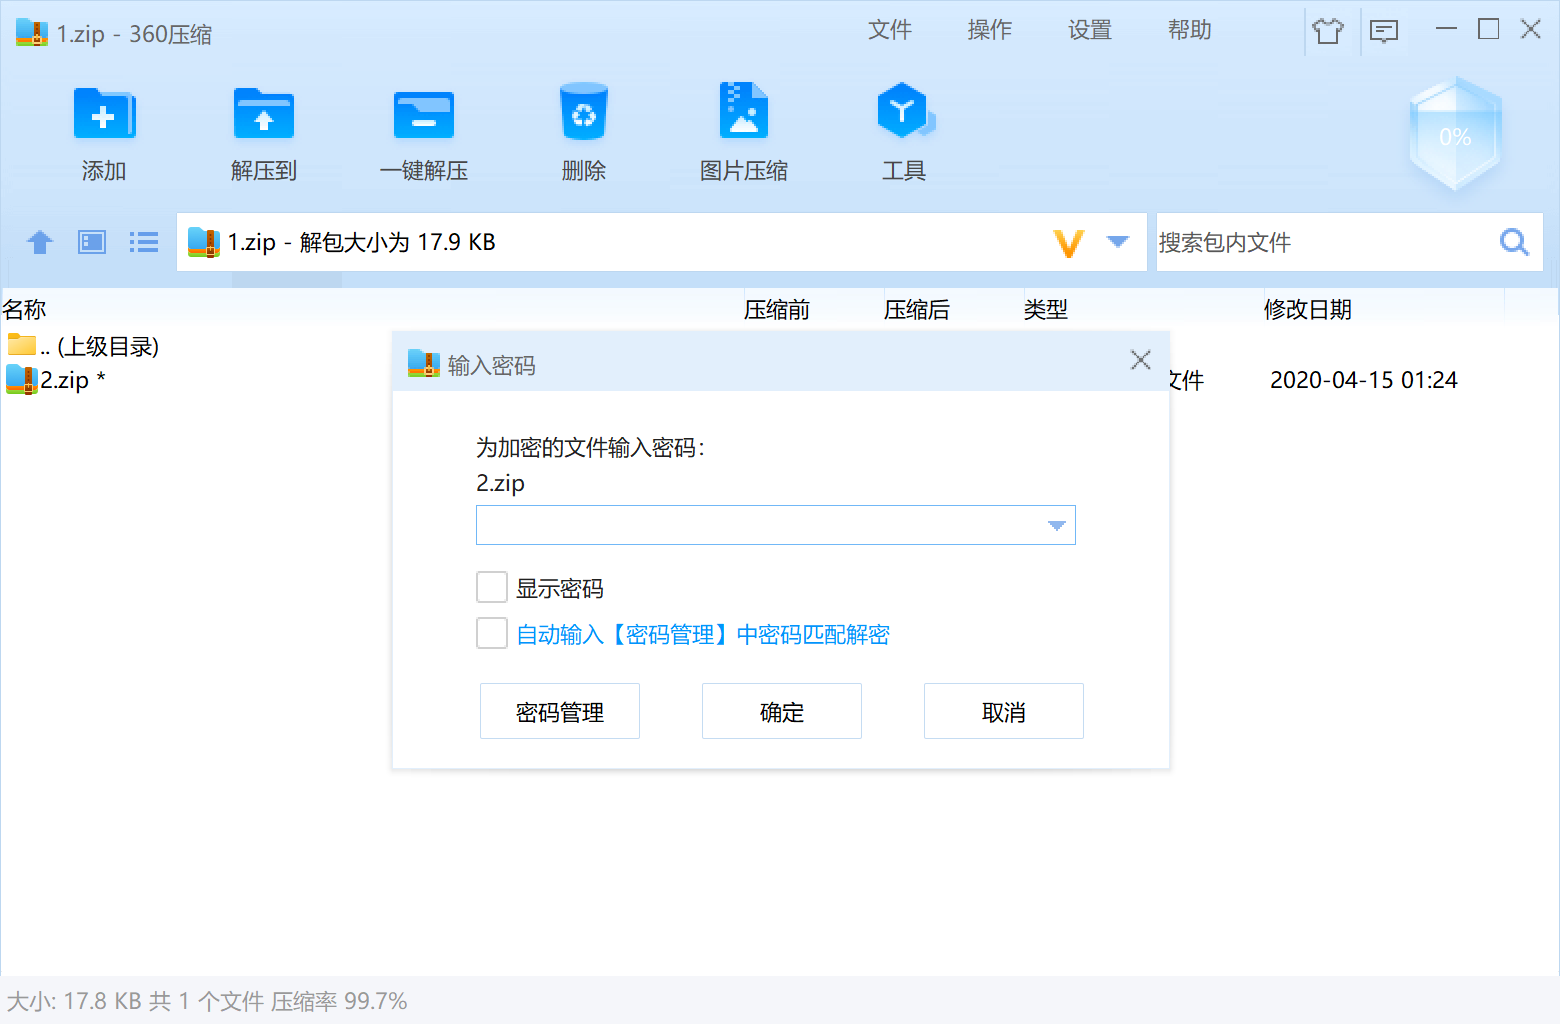 1.zip - 360压缩
文件 操作 设置 帮助
添加 解压到 一键解压 删除 图片压缩 工具
0%
1.zip - 解包大小为 17.9 KB
搜索包内文件
名称 压缩前 压缩后 类型 修改日期
.. (上级目录)
2.zip * 文件 2020-04-15 01:24
输入密码
为加密的文件输入密码:
2.zip
显示密码
自动输入【密码管理】中密码匹配解密
密码管理 确定 取消
大小: 17.8 KB 共 1 个文件 压缩率 99.7%